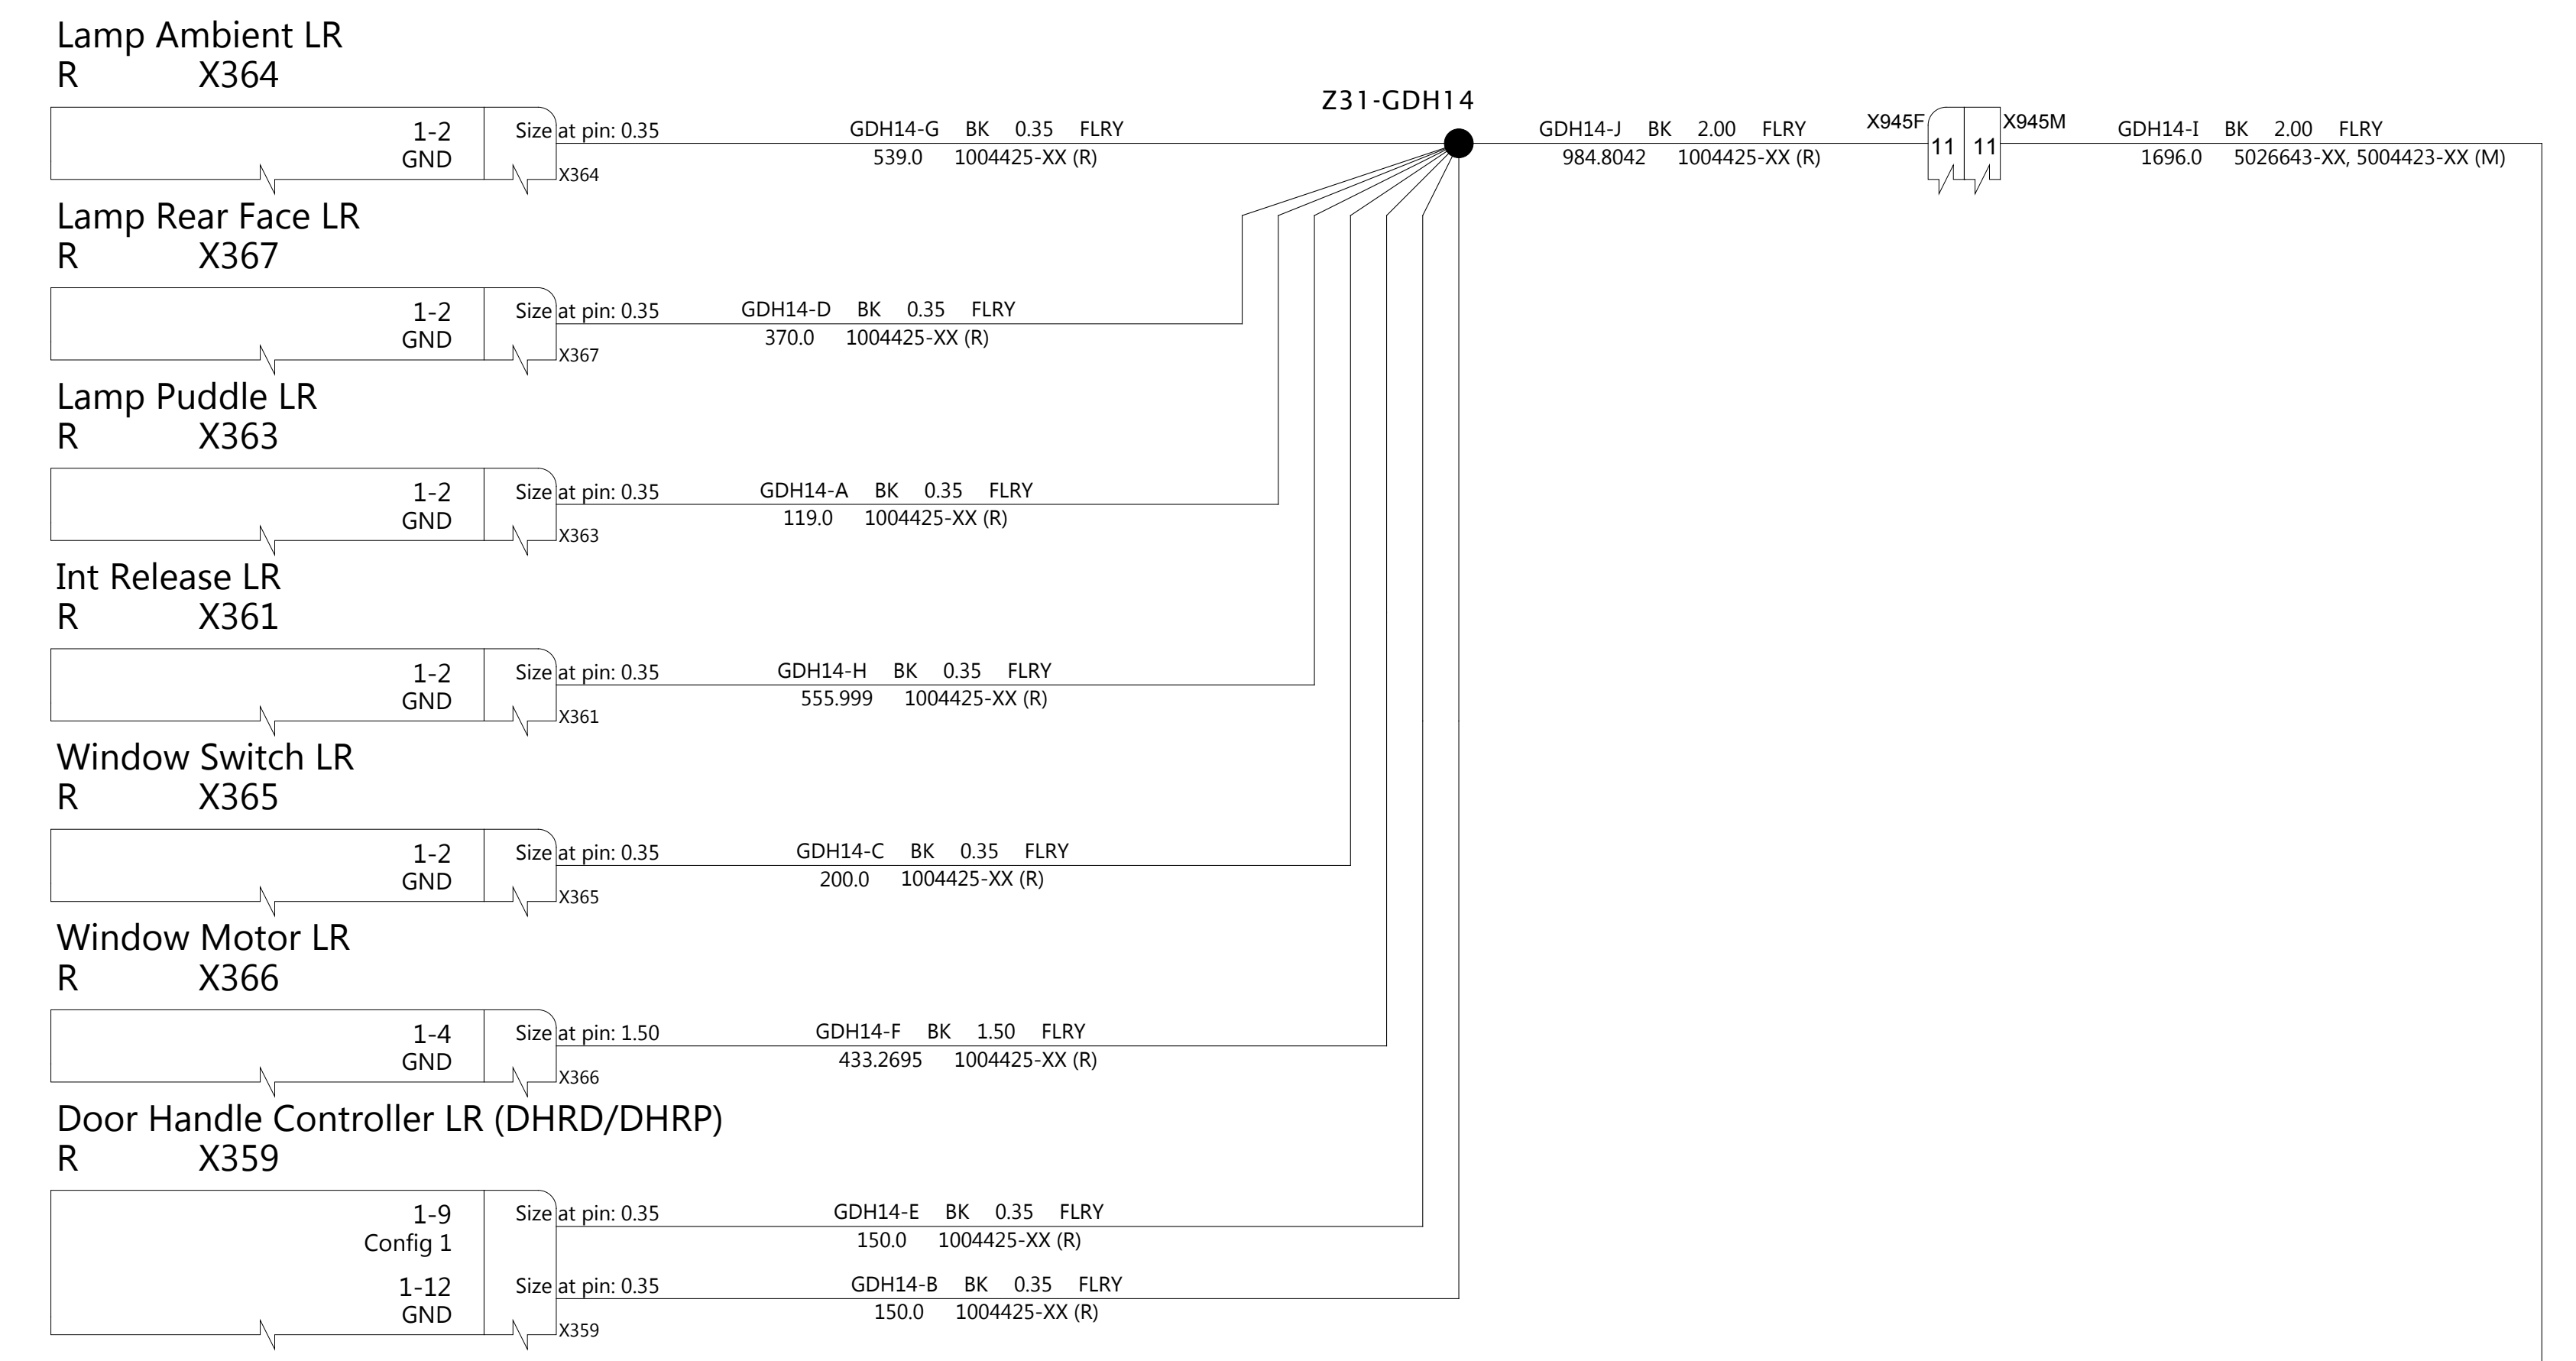 Lamp Ambient LR
R X364
Z31-GDH14
1-2 Size at pin: 0.35 GDH14-G BK 0.35 FLRY GDH14-J BK 2.00 FLRY X945F 11 11 X945M GDH14-I BK 2.00 FLRY
GND X364 539.0 1004425-XX (R) 984.8042 1004425-XX (R) 1696.0 5026643-XX, 5004423-XX (M)
Lamp Rear Face LR
R X367
1-2 Size at pin: 0.35 GDH14-D BK 0.35 FLRY
GND X367 370.0 1004425-XX (R)
Lamp Puddle LR
R X363
1-2 Size at pin: 0.35 GDH14-A BK 0.35 FLRY
GND X363 119.0 1004425-XX (R)
Int Release LR
R X361
1-2 Size at pin: 0.35 GDH14-H BK 0.35 FLRY
GND X361 555.999 1004425-XX (R)
Window Switch LR
R X365
1-2 Size at pin: 0.35 GDH14-C BK 0.35 FLRY
GND X365 200.0 1004425-XX (R)
Window Motor LR
R X366
1-4 Size at pin: 1.50 GDH14-F BK 1.50 FLRY
GND X366 433.2695 1004425-XX (R)
Door Handle Controller LR (DHRD/DHRP)
R X359
1-9 Size at pin: 0.35 GDH14-E BK 0.35 FLRY
Config 1 150.0 1004425-XX (R)
1-12 Size at pin: 0.35 GDH14-B BK 0.35 FLRY
GND X359 150.0 1004425-XX (R)